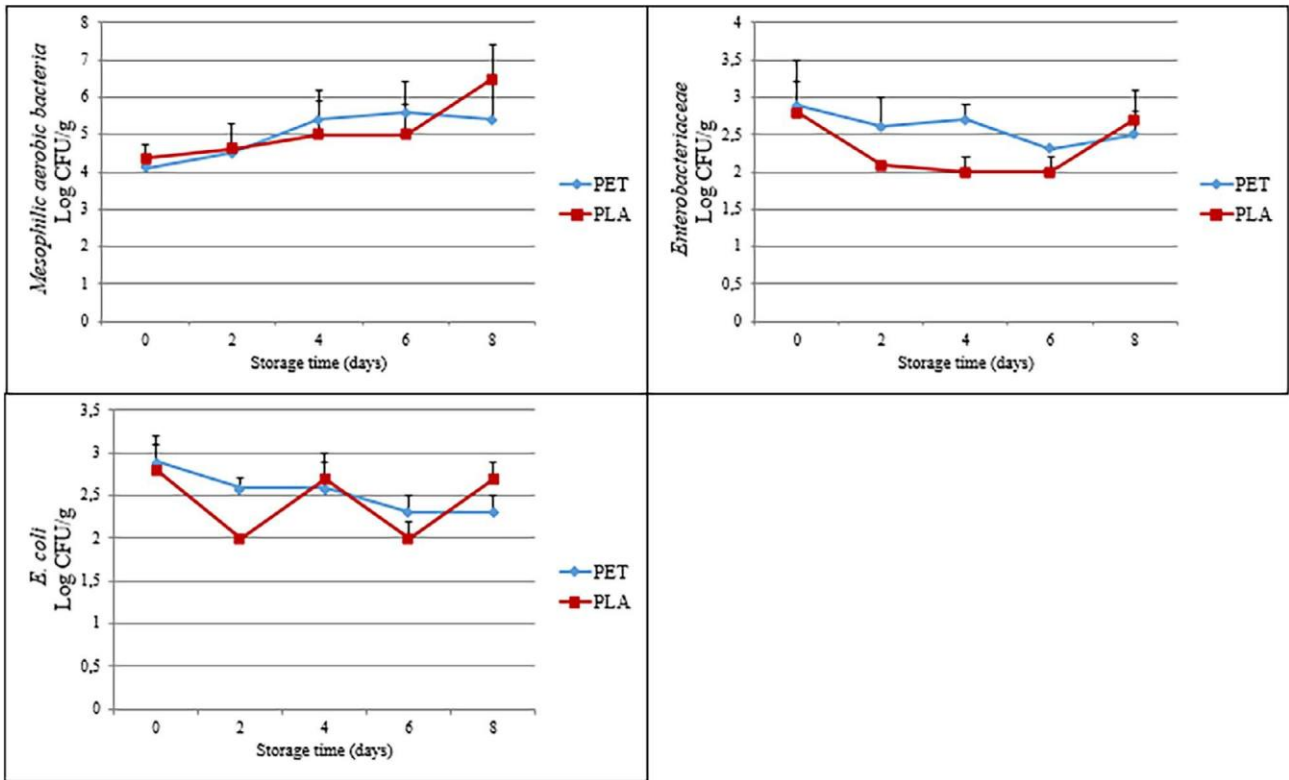 Mesophilic aerobic bacteria
Log CFU/g
8
7
6
5
4
3
2
1
0
0 2 4 6 8
Storage time (days)
PET
PLA
Enterobacteriaceae
Log CFU/g
4
3,5
3
2,5
2
1,5
1
0,5
0
0 2 4 6 8
Storage time (days)
PET
PLA
E. coli
Log CFU/g
3,5
3
2,5
2
1,5
1
0,5
0
0 2 4 6 8
Storage time (days)
PET
PLA